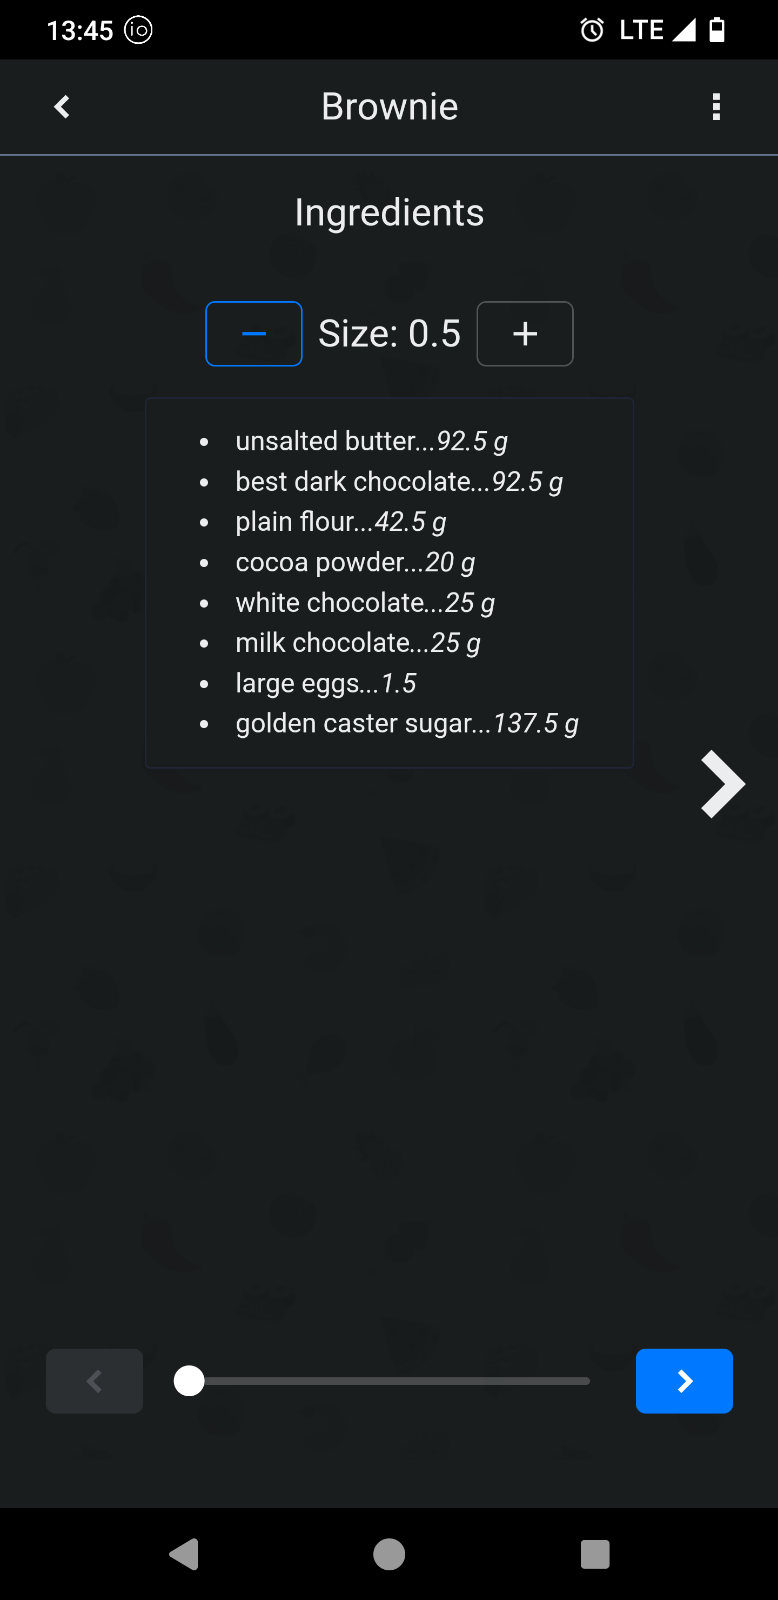 13:45 io LTE
Brownie
Ingredients
− Size: 0.5 +
• unsalted butter...92.5 g
• best dark chocolate...92.5 g
• plain flour...42.5 g
• cocoa powder...20 g
• white chocolate...25 g
• milk chocolate...25 g
• large eggs...1.5
• golden caster sugar...137.5 g